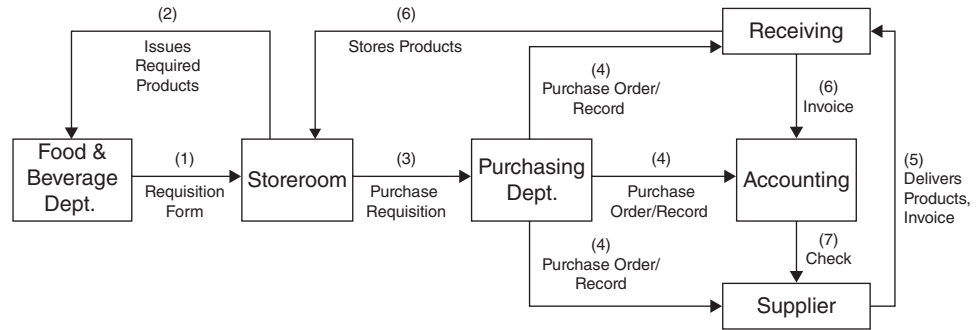 (2)
Issues
Required
Products
(6)
Stores Products
Receiving
(4)
Purchase Order/
Record
(6)
Invoice
Food &
Beverage
Dept.
(1)
Requisition
Form
Storeroom
(3)
Purchase
Requisition
Purchasing
Dept.
(4)
Purchase
Order/Record
Accounting
(5)
Delivers
Products,
Invoice
(4)
Purchase Order/
Record
(7)
Check
Supplier